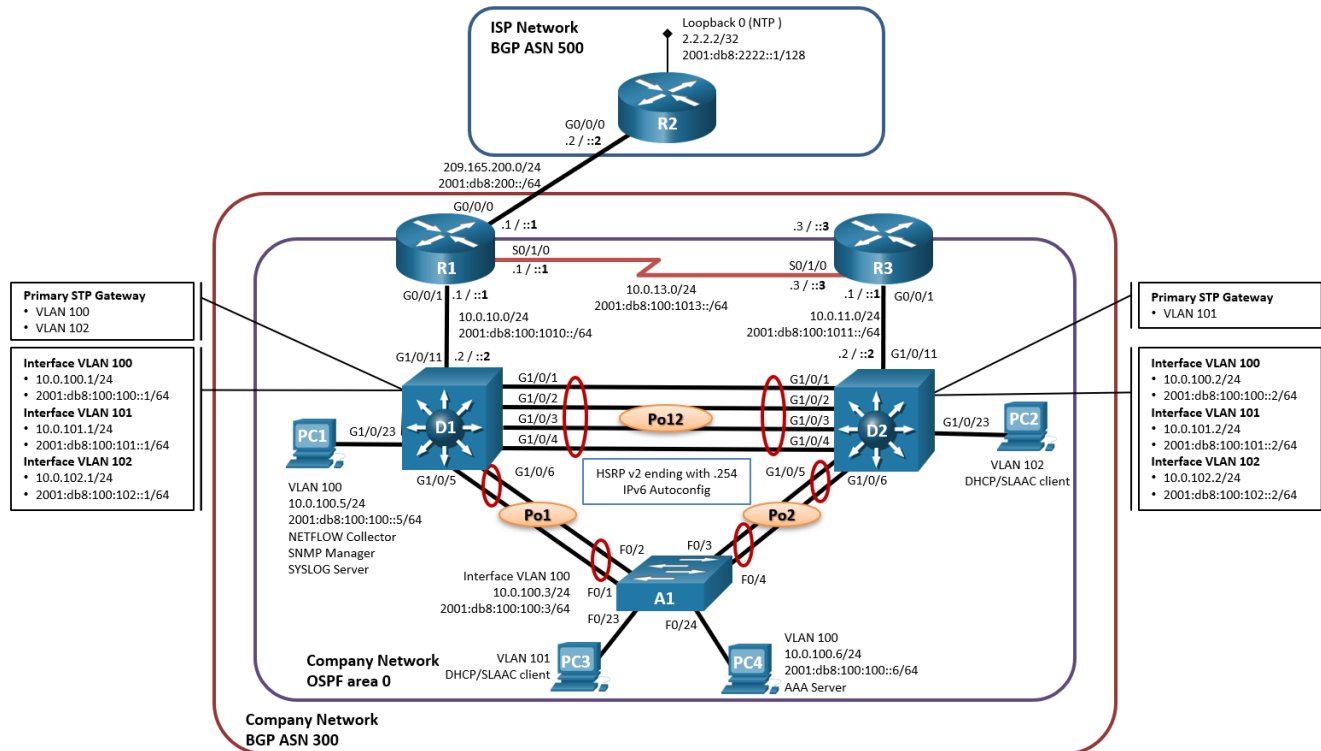 ISP Network
BGP ASN 500
Loopback 0 (NTP )
2.2.2.2/32
2001:db8:2222::1/128
R2
G0/0/0
.2 / ::2
209.165.200.0/24
2001:db8:200::/64
G0/0/0
.1 / ::1
R1
S0/1/0
.1 / ::1
.3 / ::3
R3
S0/1/0
.3 / ::3
10.0.13.0/24
2001:db8:100:1013::/64
G0/0/1
.1 / ::1
10.0.10.0/24
2001:db8:100:1010::/64
G1/0/11
.2 / ::2
.1 / ::1
G0/0/1
10.0.11.0/24
2001:db8:100:1011::/64
.2 / ::2
G1/0/11
Primary STP Gateway
• VLAN 100
• VLAN 102
Interface VLAN 100
• 10.0.100.1/24
• 2001:db8:100:100::1/64
Interface VLAN 101
• 10.0.101.1/24
• 2001:db8:100:101::1/64
Interface VLAN 102
• 10.0.102.1/24
• 2001:db8:100:102::1/64
Primary STP Gateway
• VLAN 101
Interface VLAN 100
• 10.0.100.2/24
• 2001:db8:100:100::2/64
Interface VLAN 101
• 10.0.101.2/24
• 2001:db8:100:101::2/64
Interface VLAN 102
• 10.0.102.2/24
• 2001:db8:100:102::2/64
D1
G1/0/1
G1/0/2
G1/0/3
G1/0/4
Po12
G1/0/1
G1/0/2
G1/0/3
G1/0/4
D2
PC1
G1/0/23
VLAN 100
10.0.100.5/24
2001:db8:100:100::5/64
NETFLOW Collector
SNMP Manager
SYSLOG Server
G1/0/23
PC2
VLAN 102
DHCP/SLAAC client
G1/0/5
G1/0/6
HSRP v2 ending with .254
IPv6 Autoconfig
G1/0/5
G1/0/6
Po1
Po2
F0/2
F0/1
F0/3
F0/4
Interface VLAN 100
10.0.100.3/24
2001:db8:100:100:3/64
A1
F0/23
F0/24
VLAN 101
DHCP/SLAAC client
PC3
PC4
VLAN 100
10.0.100.6/24
2001:db8:100:100::6/64
AAA Server
Company Network
OSPF area 0
Company Network
BGP ASN 300